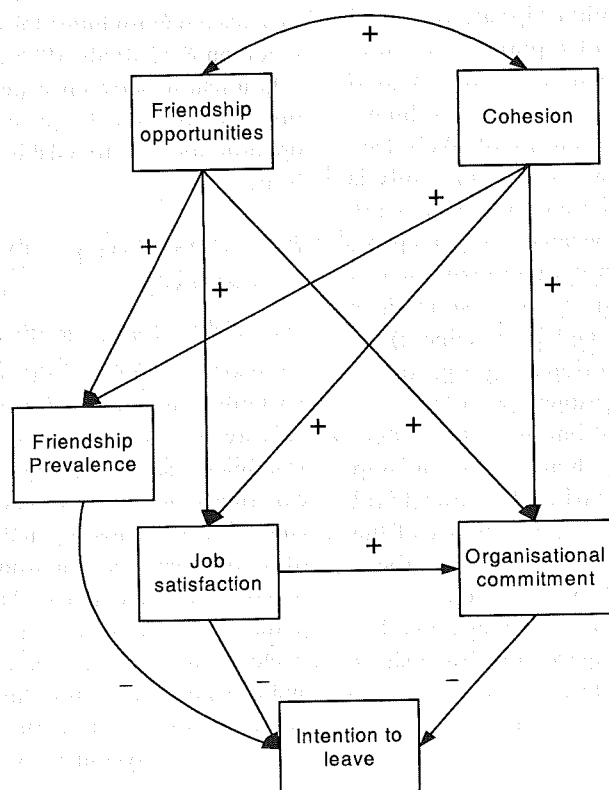 +
Friendship
opportunities
Cohesion
+
+
+
+
+
+
Friendship
Prevalence
Job
satisfaction
+
Organisational
commitment
−
−
−
Intention to
leave